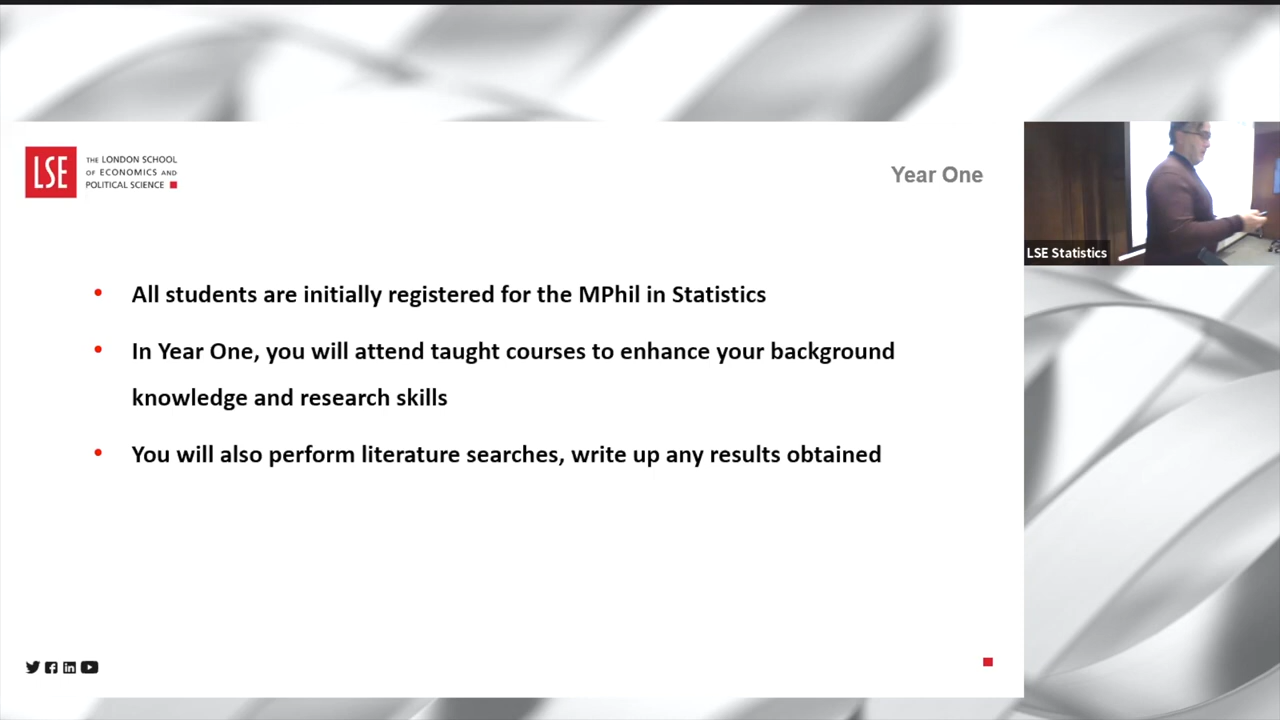 LSE
THE LONDON SCHOOL
OF ECONOMICS AND
POLITICAL SCIENCE
Year One
LSE Statistics
• All students are initially registered for the MPhil in Statistics
• In Year One, you will attend taught courses to enhance your background
knowledge and research skills
• You will also perform literature searches, write up any results obtained